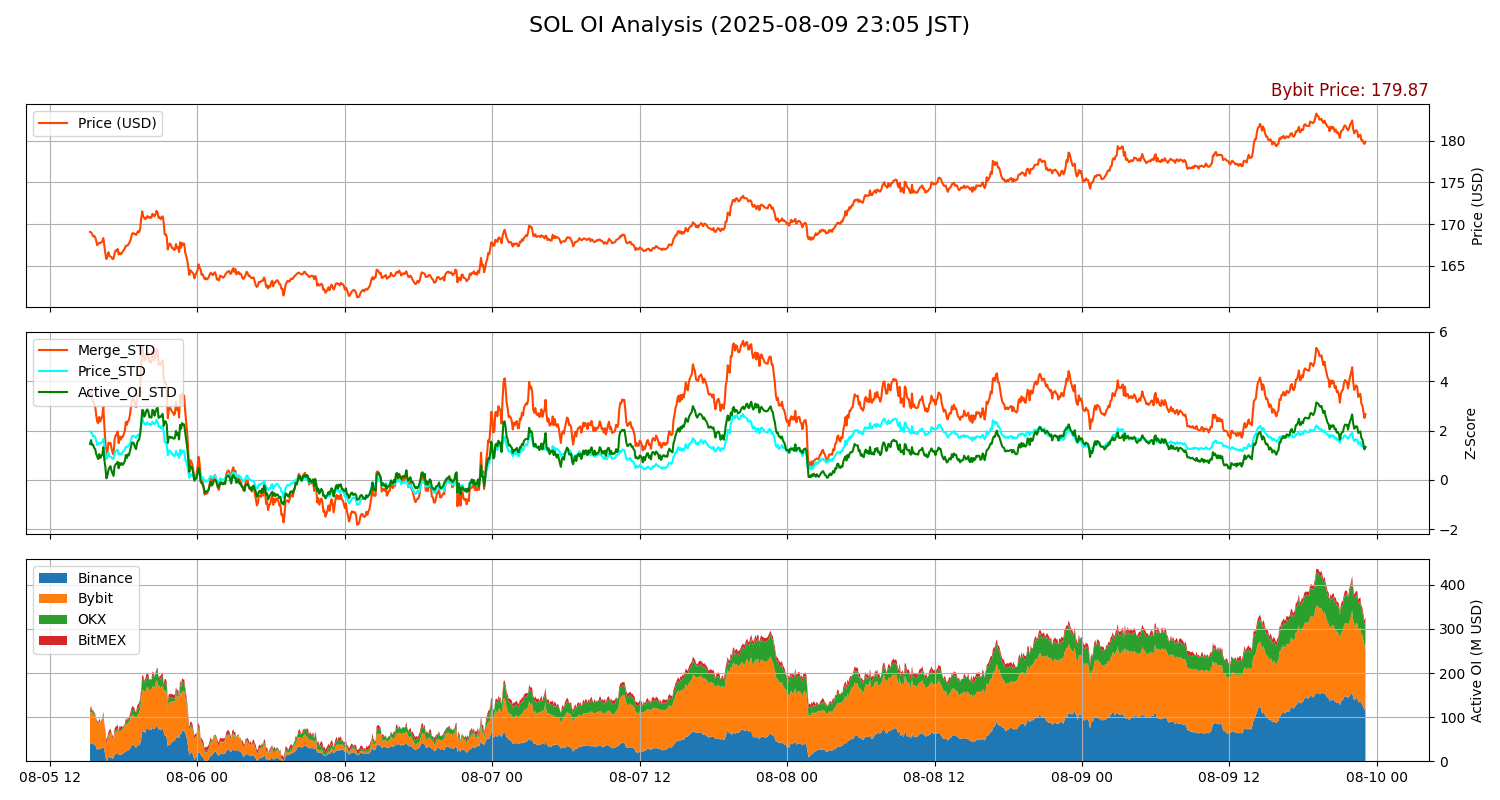 SOL OI Analysis (2025-08-09 23:05 JST)
Bybit Price: 179.87
Price (USD)
180
175
170
165
Price (USD)
Merge_STD
Price_STD
Active_OI_STD
6
4
2
0
−2
Z-Score
Binance
Bybit
OKX
BitMEX
400
300
200
100
0
Active OI (M USD)
08-05 12
08-06 00
08-06 12
08-07 00
08-07 12
08-08 00
08-08 12
08-09 00
08-09 12
08-10 00